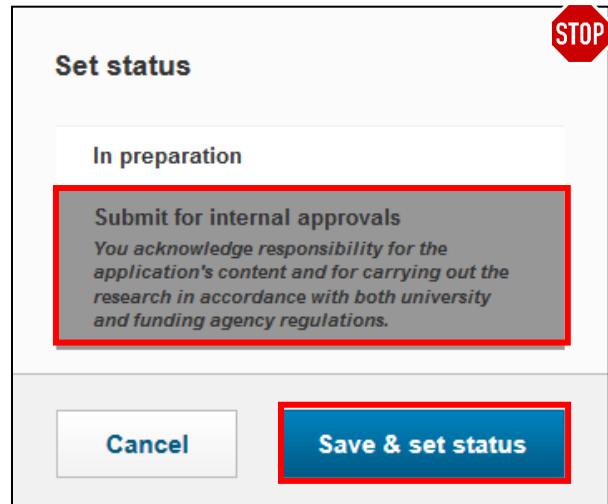 STOP
Set status
In preparation
Submit for internal approvals
You acknowledge responsibility for the
application's content and for carrying out the
research in accordance with both university
and funding agency regulations.
Cancel
Save & set status